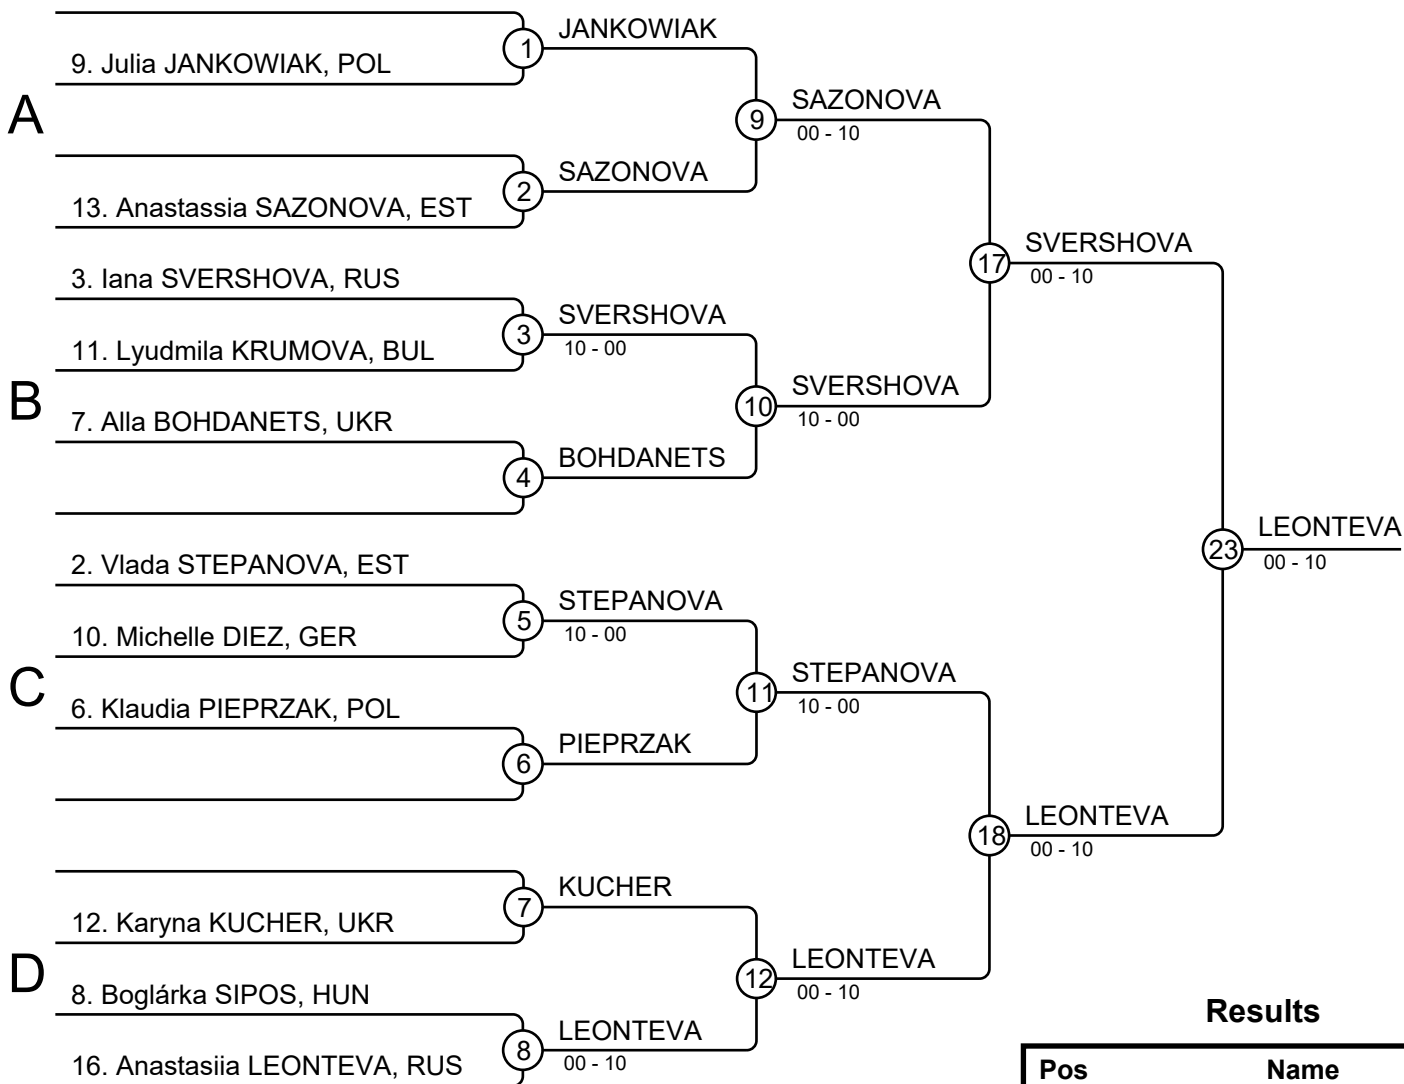 JANKOWIAK
1
9. Julia JANKOWIAK, POL
A
SAZONOVA
9
00 - 10
SAZONOVA
2
13. Anastassia SAZONOVA, EST
SVERSHOVA
17
00 - 10
3. Iana SVERSHOVA, RUS
SVERSHOVA
3
10 - 00
11. Lyudmila KRUMOVA, BUL
B
SVERSHOVA
10
10 - 00
7. Alla BOHDANETS, UKR
BOHDANETS
4
LEONTEVA
23
00 - 10
2. Vlada STEPANOVA, EST
STEPANOVA
5
10 - 00
10. Michelle DIEZ, GER
C
STEPANOVA
11
10 - 00
6. Klaudia PIEPRZAK, POL
PIEPRZAK
6
LEONTEVA
18
00 - 10
KUCHER
7
12. Karyna KUCHER, UKR
D
LEONTEVA
12
00 - 10
8. Boglárka SIPOS, HUN
LEONTEVA
8
00 - 10
16. Anastasiia LEONTEVA, RUS
Results
Pos Name